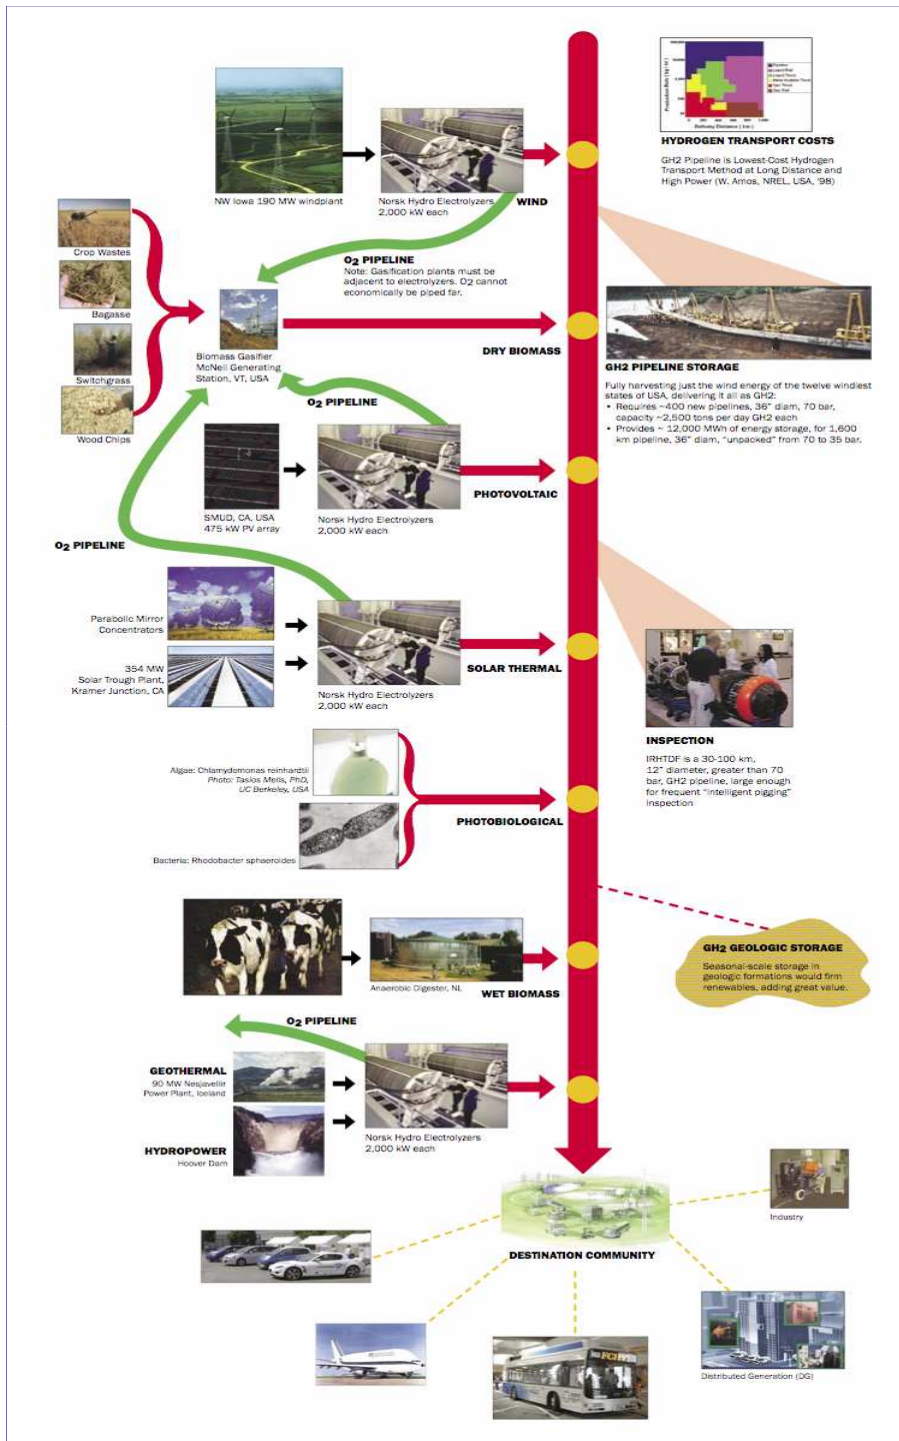 HYDROGEN TRANSPORT COSTS
GH2 Pipeline is Lowest-Cost Hydrogen
Transport Method at Long Distance and
High Power (W. Amos, NREL, USA, '98)
NW Iowa 190 MW windplant
Norsk Hydro Electrolyzers
2,000 kW each
WIND
Crop Wastes
Bagasse
Switchgrass
Wood Chips
O2 PIPELINE
Note: Gasification plants must be
adjacent to electrolyzers. O2 cannot
economically be piped far.
Biomass Gasifier
McNeil Generating
Station, VT, USA
DRY BIOMASS
GH2 PIPELINE STORAGE
Fully harvesting just the wind energy of the twelve windiest
states of USA, delivering it all as GH2:
• Requires ~400 new pipelines, 36" diam, 70 bar,
capacity ~2,500 tons per day GH2 each
• Provides ~ 12,000 MWh of energy storage, for 1,600
km pipeline, 36" diam, "unpacked" from 70 to 35 bar.
O2 PIPELINE
SMUD, CA, USA
475 kW PV array
Norsk Hydro Electrolyzers
2,000 kW each
PHOTOVOLTAIC
O2 PIPELINE
Parabolic Mirror
Concentrators
354 MW
Solar Trough Plant,
Kramer Junction, CA
Norsk Hydro Electrolyzers
2,000 kW each
SOLAR THERMAL
INSPECTION
IRHTDF is a 30-100 km,
12" diameter, greater than 70
bar, GH2 pipeline, large enough
for frequent "intelligent pigging"
inspection
Algae: Chlamydomonas reinhardtii
Photo: Tasios Melis, PhD,
UC Berkeley, USA
Bacteria: Rhodobacter sphaeroides
PHOTOBIOLOGICAL
GH2 GEOLOGIC STORAGE
Seasonal-scale storage in
geologic formations would firm
renewables, adding great value.
Anaerobic Digester, NL
WET BIOMASS
O2 PIPELINE
GEOTHERMAL
90 MW Nesjavellir
Power Plant, Iceland
HYDROPOWER
Hoover Dam
Norsk Hydro Electrolyzers
2,000 kW each
DESTINATION COMMUNITY
Industry
Distributed Generation (DG)